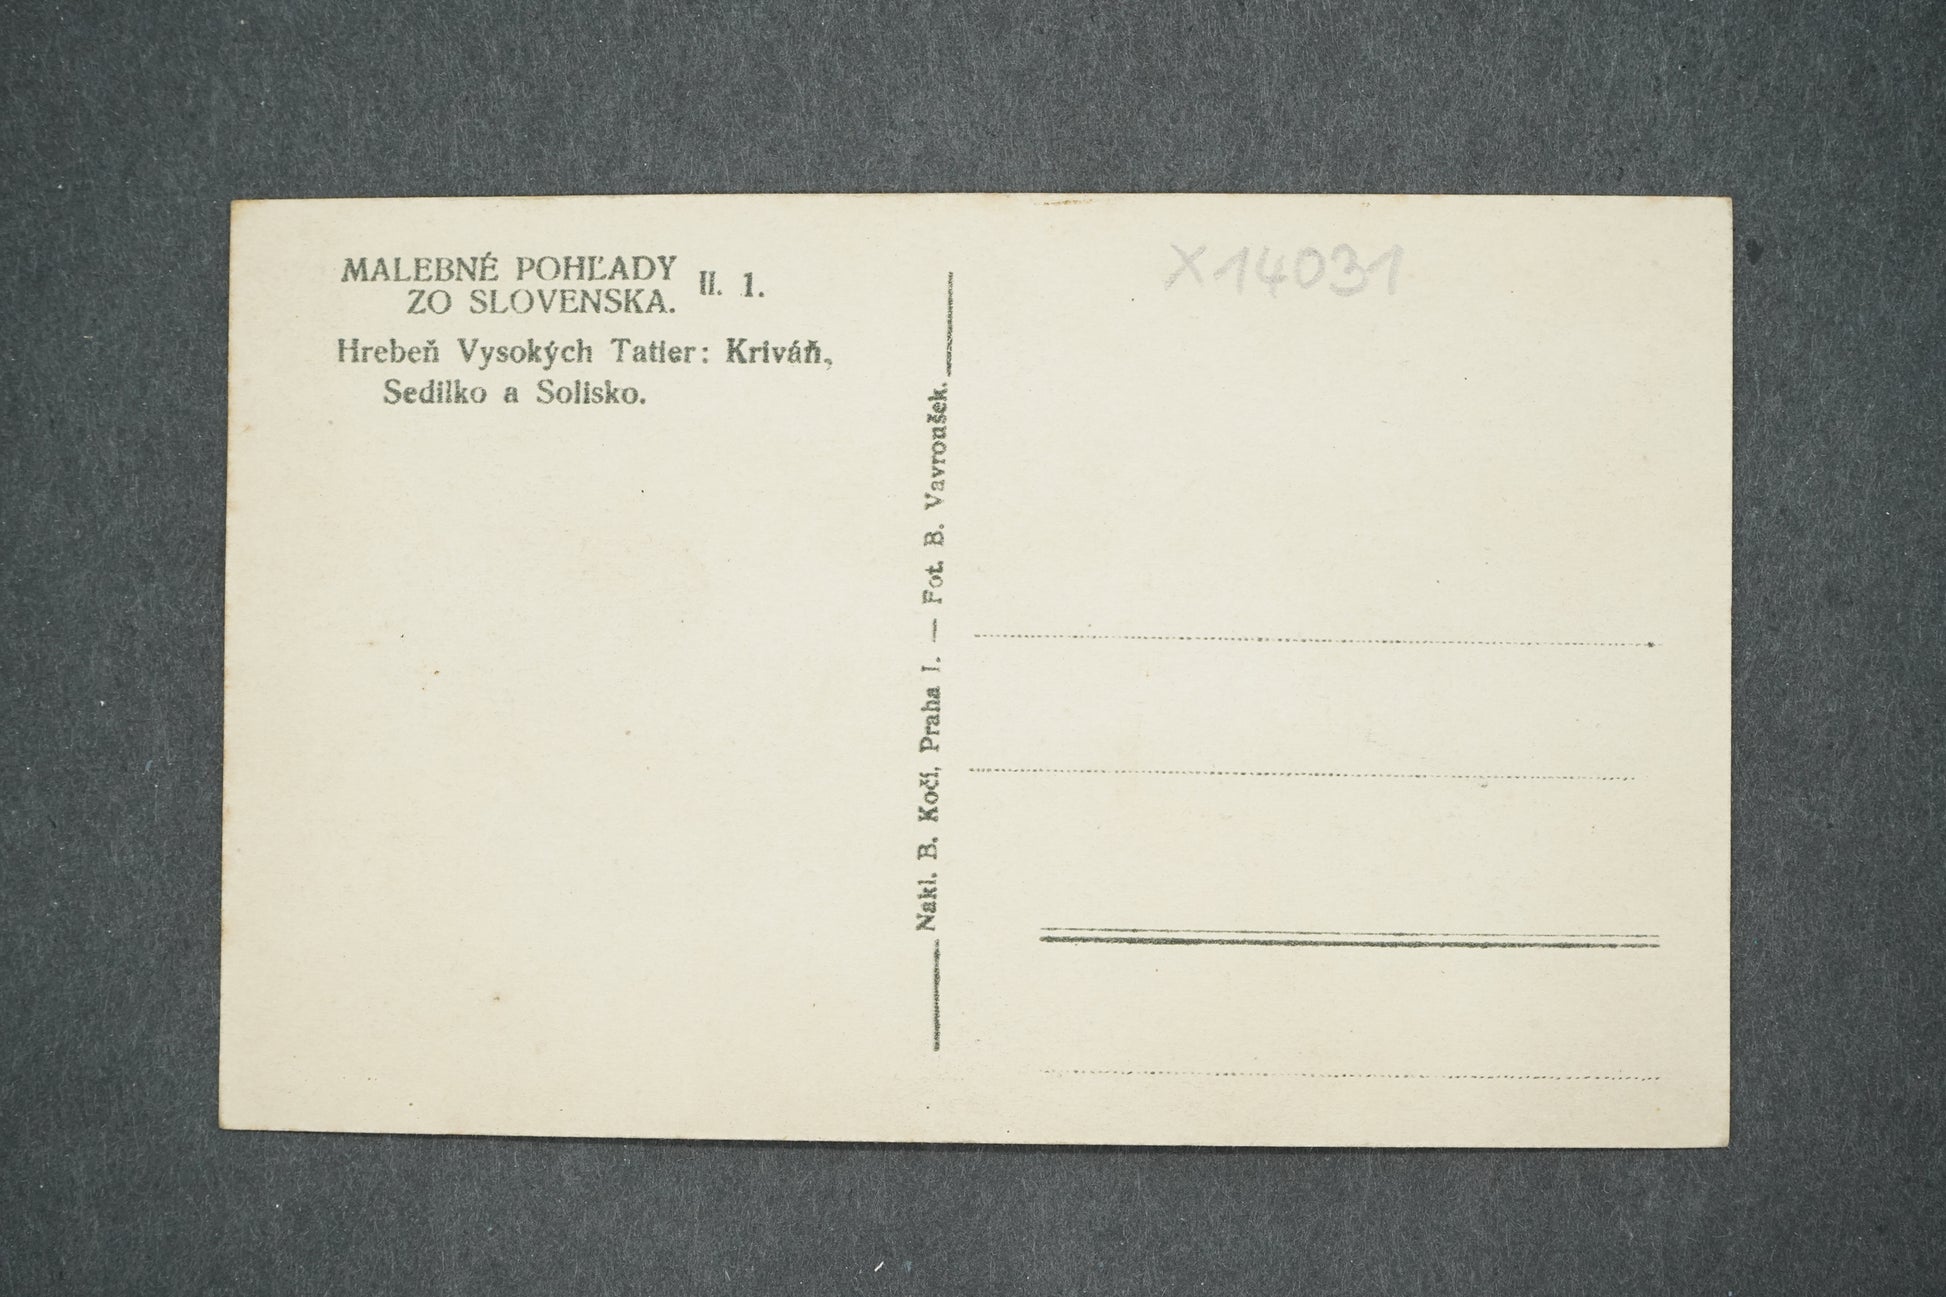 MALEBNÉ POHĽADY
ZO SLOVENSKA. II. 1.
Hrebeň Vysokých Tatier: Kriváň,
Sedilko a Solisko.
Nakl. B. Kočí, Praha I. — Fot. B. Vavroušek.
X14031